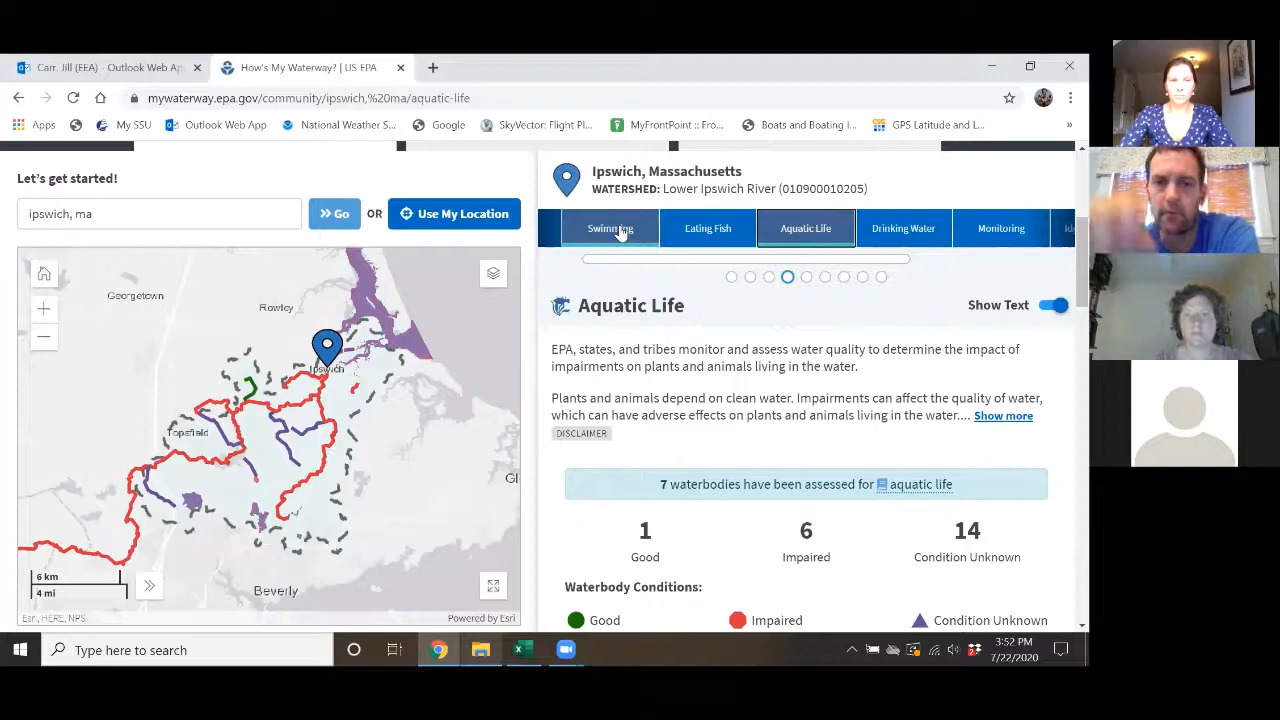 Carr, Jill (EEA) - Outlook Web Ap
How's My Waterway? | US EPA
mywaterway.epa.gov/community/ipswich,%20ma/aquatic-life
Apps
My SSU
Outlook Web App
National Weather S...
Google
SkyVector: Flight Pl...
MyFrontPoint :: Fro...
Boats and Boating I...
GPS Latitude and L...
»
Let's get started!
ipswich, ma
Go
OR
Use My Location
Georgetown
Rowley
Ipswich
Topsfield
Gl
Beverly
6 km
4 mi
Esri, HERE, NPS
Powered by Esri
Ipswich, Massachusetts
WATERSHED: Lower Ipswich River (010900010205)
Swimming
Eating Fish
Aquatic Life
Drinking Water
Monitoring
Ide
Aquatic Life
Show Text
EPA, states, and tribes monitor and assess water quality to determine the impact of
impairments on plants and animals living in the water.
Plants and animals depend on clean water. Impairments can affect the quality of water,
which can have adverse effects on plants and animals living in the water.... Show more
DISCLAIMER
7 waterbodies have been assessed for aquatic life
1
Good
6
Impaired
14
Condition Unknown
Waterbody Conditions:
Good
Impaired
Condition Unknown
Type here to search
3:52 PM
7/22/2020